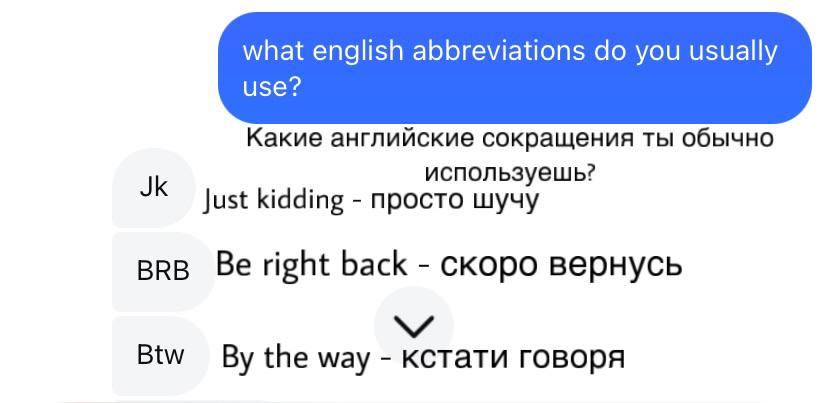 what english abbreviations do you usually
use?
Какие английские сокращения ты обычно
используешь?
Jk Just kidding - просто шучу
BRB Be right back - скоро вернусь
Btw By the way - кстати говоря